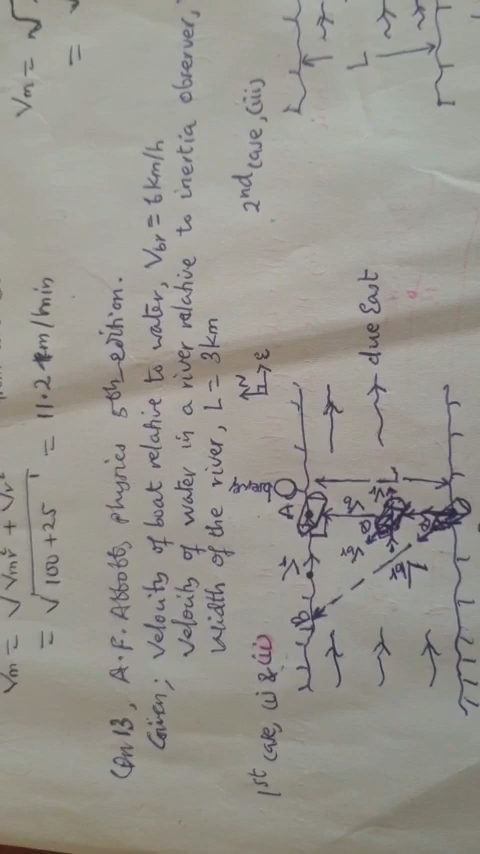 Vm = √Vmr² + Vr²
= √100+25 = 11.2 km/min
Vm = √
=
Qn 13, A.F. Abbott, physics 5th edition.
Given; velocity of boat relative to water, Vbr = 6 km/h
velocity of water in a river relative to inertia observer,
width of the river, L = 3 km
1st case, (i) & (ii)
2nd case, (iii)
N
E
A
B
L
due East
L